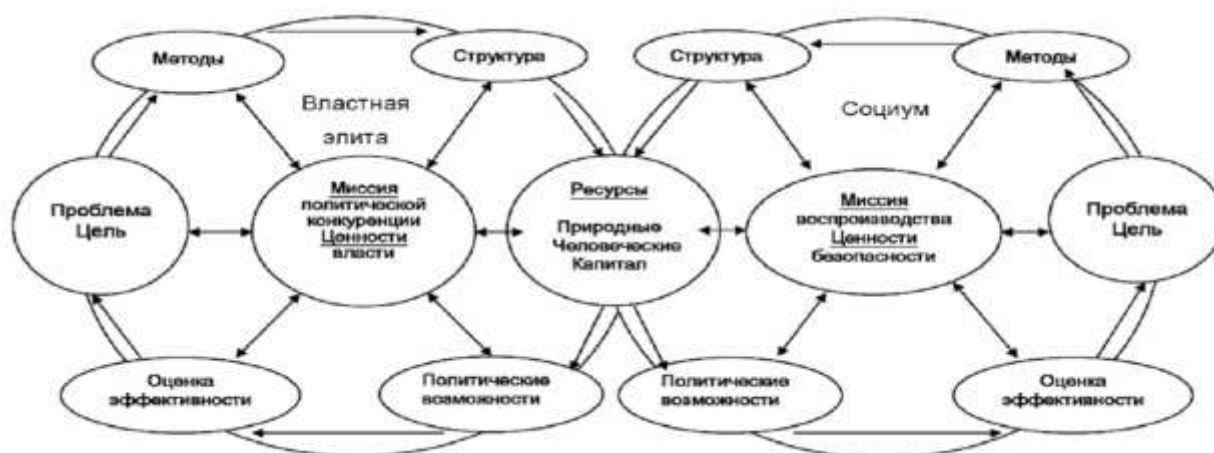 Методы
Структура
Структура
Методы
Властная
элита
Социум
Проблема
Цель
Миссия
политической
конкуренции
Ценности
власти
Ресурсы
Природные
Человеческие
Капитал
Миссия
воспроизводства
Ценности
безопасности
Проблема
Цель
Оценка
эффективности
Политические
возможности
Политические
возможности
Оценка
эффективности